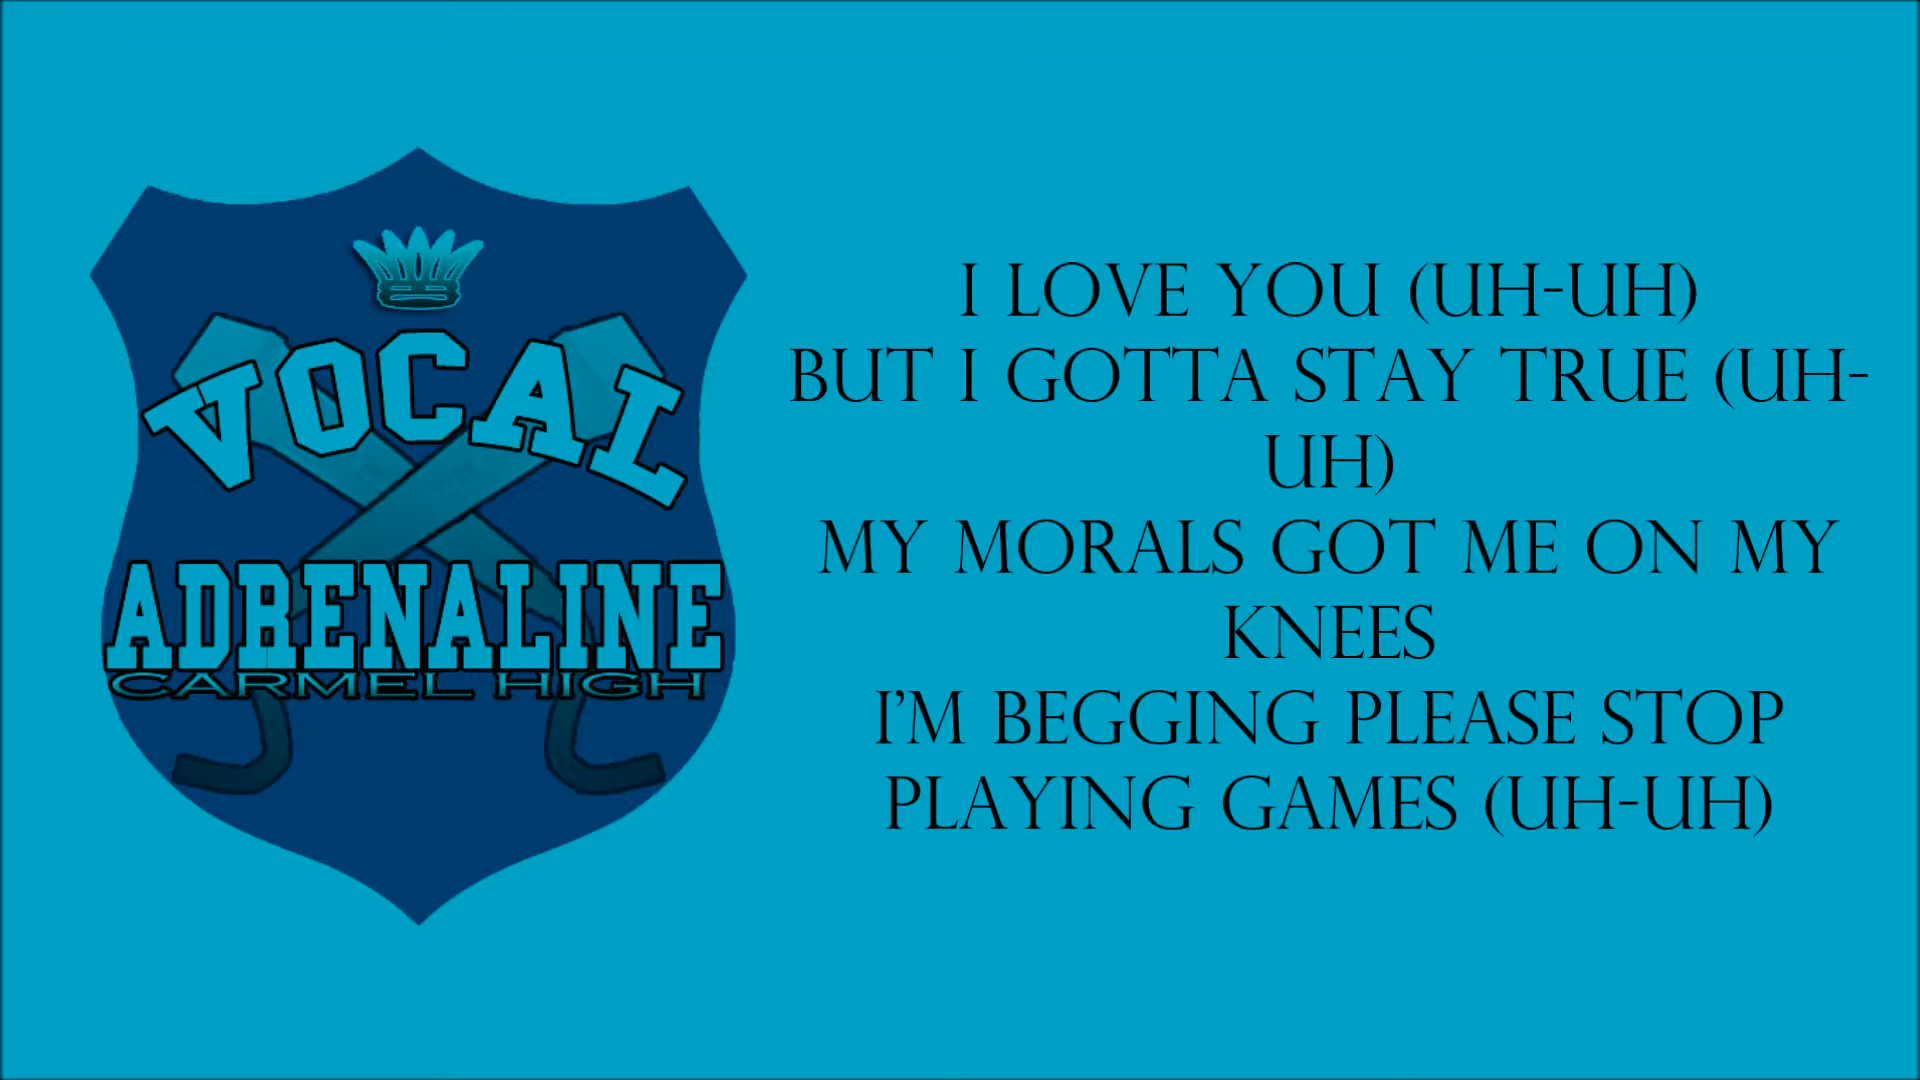 VOCAL
ADRENALINE
CARMEL HIGH
I LOVE YOU (UH-UH)
BUT I GOTTA STAY TRUE (UH-
UH)
MY MORALS GOT ME ON MY
KNEES
I'M BEGGING PLEASE STOP
PLAYING GAMES (UH-UH)